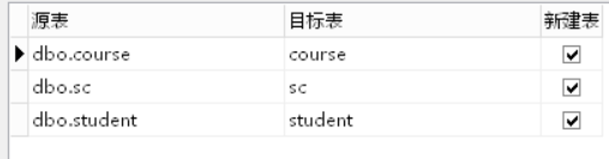 源表 目标表 新建表
dbo.course course
dbo.sc sc
dbo.student student